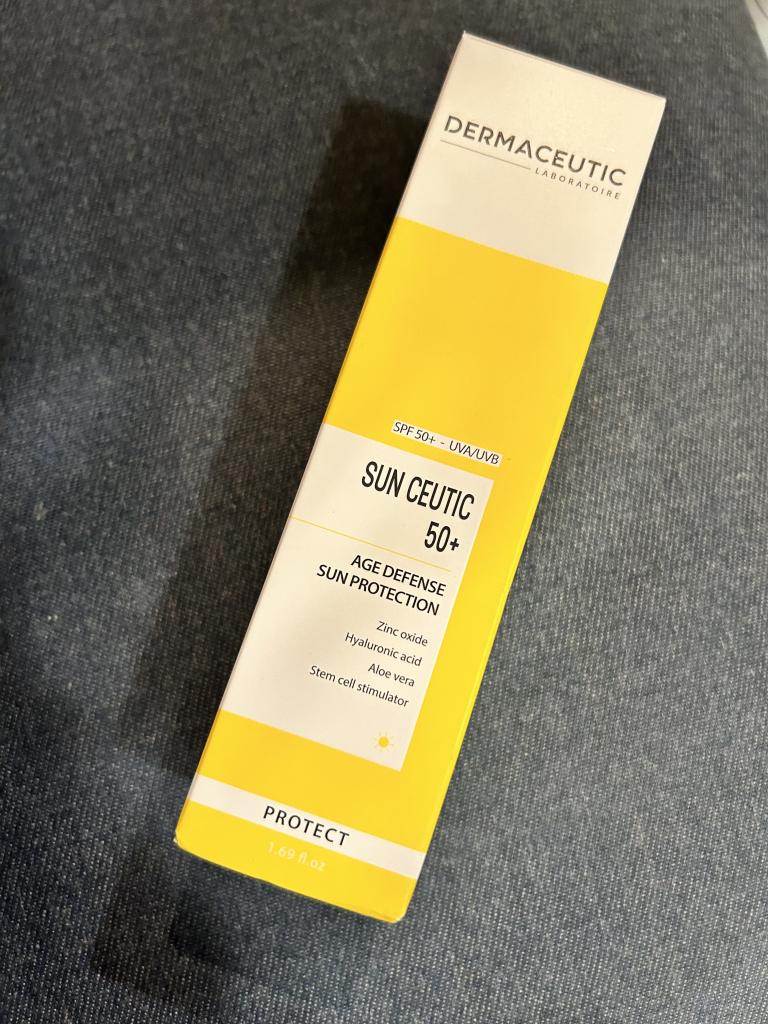 DERMACEUTIC
LABORATOIRE
SPF 50+ - UVA/UVB
SUN CEUTIC
50+
AGE DEFENSE
SUN PROTECTION
Zinc oxide
Hyaluronic acid
Aloe vera
Stem cell stimulator
PROTECT
1.69 fl.oz